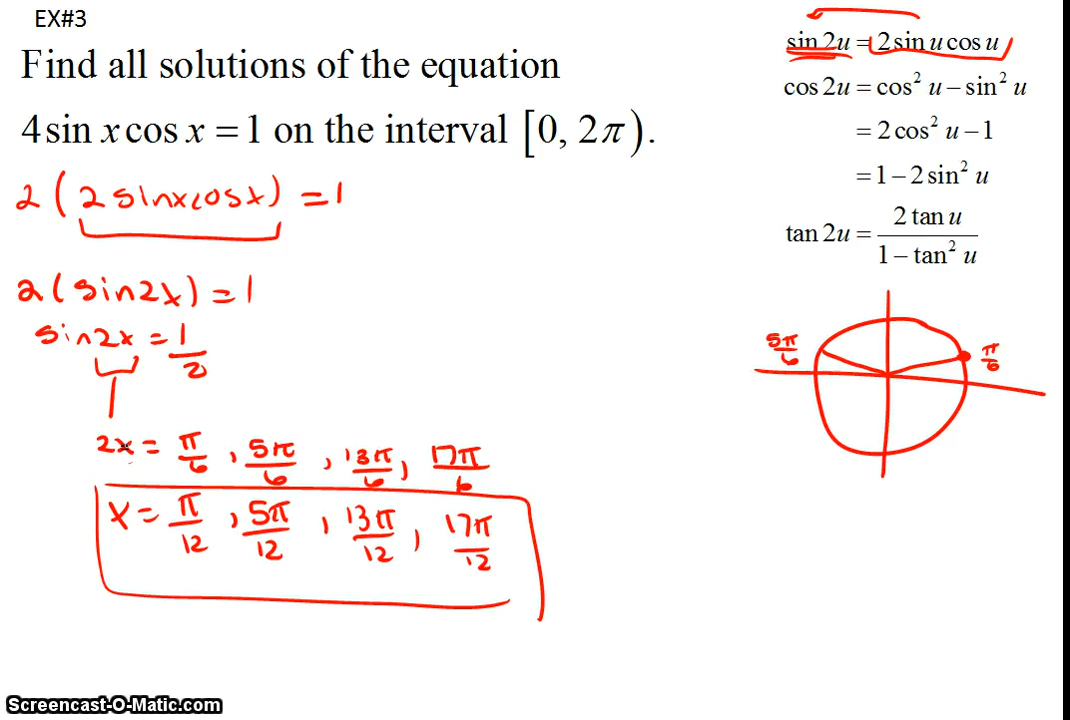 EX#3
Find all solutions of the equation
4sin x cos x = 1 on the interval [0, 2π).
2 (2 sinxcosx) = 1
2 (sin2x) = 1
sin2x = 1/2
2x = π/6, 5π/6, 13π/6, 17π/6
x = π/12, 5π/12, 13π/12, 17π/12
sin 2u = 2 sin u cos u
cos 2u = cos² u − sin² u
= 2 cos² u − 1
= 1 − 2 sin² u
tan 2u = 2 tan u / 1 − tan² u
5π/6
π/6
Screencast-O-Matic.com